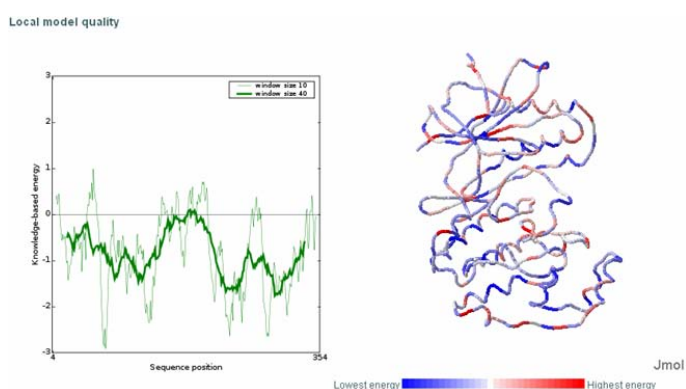 Local model quality
window size 10
window size 40
3
2
1
0
-1
-2
-3
Knowledge-based energy
4
354
Sequence position
Jmol
Lowest energy
Highest energy